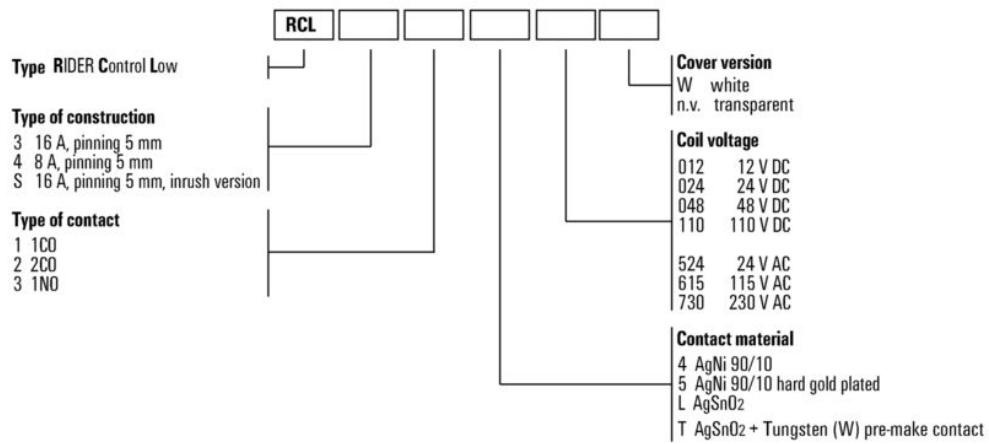 RCL
Type RIDER Control Low
Type of construction
3 16 A, pinning 5 mm
4 8 A, pinning 5 mm
S 16 A, pinning 5 mm, inrush version
Type of contact
1 1CO
2 2CO
3 1NO
Cover version
W white
n.v. transparent
Coil voltage
012 12 V DC
024 24 V DC
048 48 V DC
110 110 V DC
524 24 V AC
615 115 V AC
730 230 V AC
Contact material
4 AgNi 90/10
5 AgNi 90/10 hard gold plated
L AgSnO2
T AgSnO2 + Tungsten (W) pre-make contact